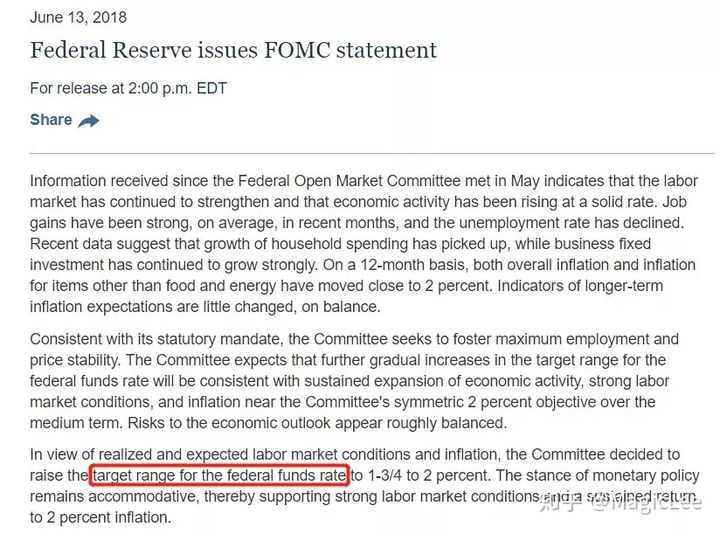 June 13, 2018
Federal Reserve issues FOMC statement
For release at 2:00 p.m. EDT
Share
Information received since the Federal Open Market Committee met in May indicates that the labor
market has continued to strengthen and that economic activity has been rising at a solid rate. Job
gains have been strong, on average, in recent months, and the unemployment rate has declined.
Recent data suggest that growth of household spending has picked up, while business fixed
investment has continued to grow strongly. On a 12-month basis, both overall inflation and inflation
for items other than food and energy have moved close to 2 percent. Indicators of longer-term
inflation expectations are little changed, on balance.
Consistent with its statutory mandate, the Committee seeks to foster maximum employment and
price stability. The Committee expects that further gradual increases in the target range for the
federal funds rate will be consistent with sustained expansion of economic activity, strong labor
market conditions, and inflation near the Committee's symmetric 2 percent objective over the
medium term. Risks to the economic outlook appear roughly balanced.
In view of realized and expected labor market conditions and inflation, the Committee decided to
raise the target range for the federal funds rate to 1-3/4 to 2 percent. The stance of monetary policy
remains accommodative, thereby supporting strong labor market conditions and a sustained return
to 2 percent inflation.
知乎 @MagicLee